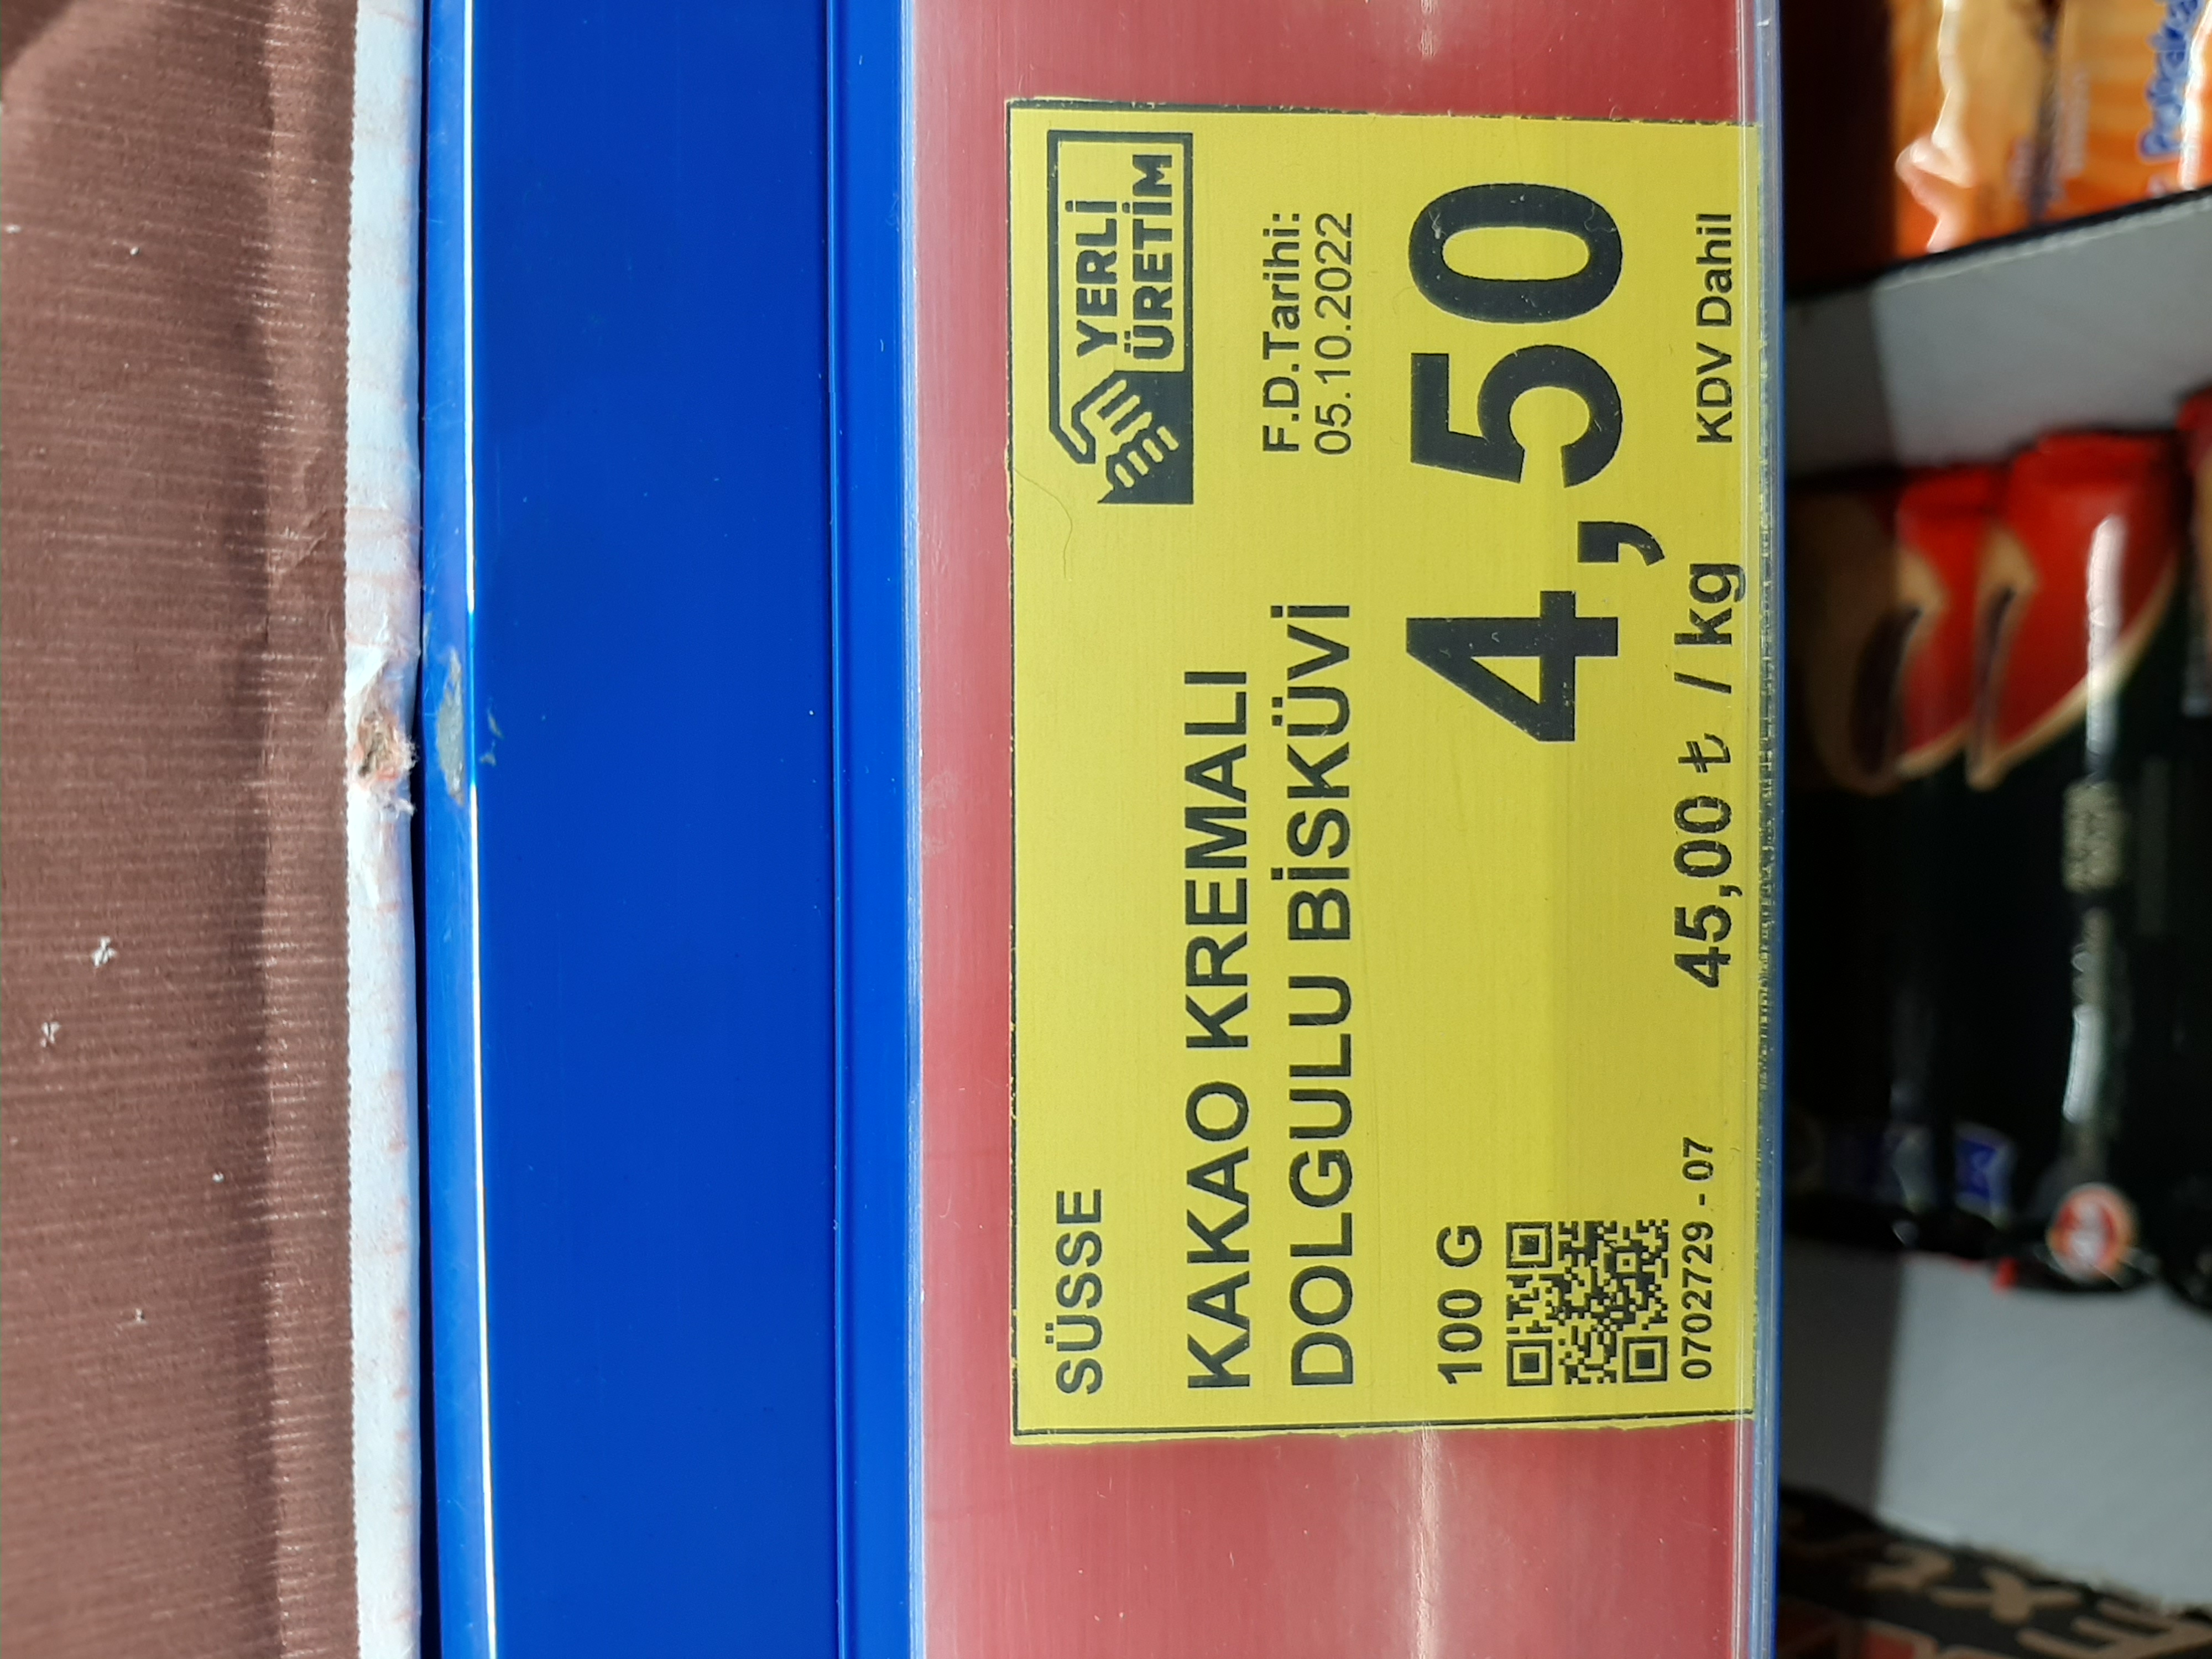 SÜSSE
YERLİ
ÜRETİM
KAKAO KREMALI
DOLGULU BİSKÜVİ
F.D.Tarihi:
05.10.2022
100 G
4,50
0702729 - 07
45,00 ₺ / kg
KDV Dahil